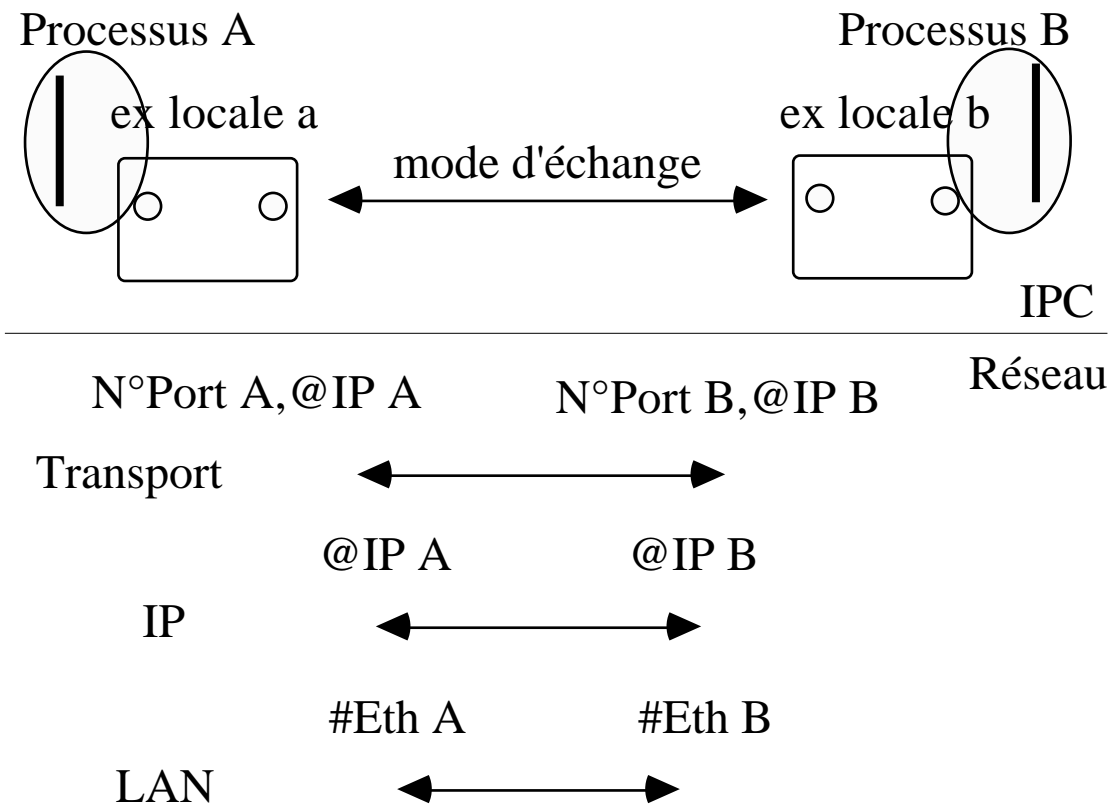 Processus A
Processus B
ex locale a
ex locale b
mode d'échange
IPC
Réseau
N°Port A,@IP A
N°Port B,@IP B
Transport
@IP A
@IP B
IP
#Eth A
#Eth B
LAN